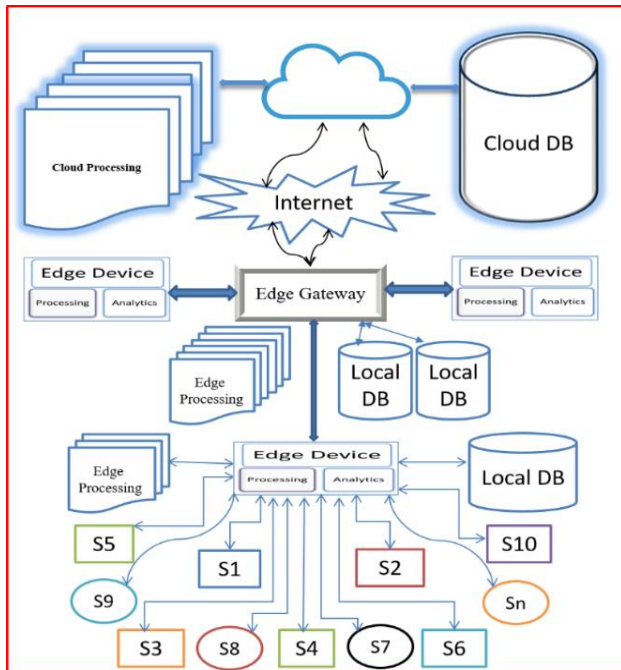 Cloud Processing
Cloud DB
Internet
Edge Device
Processing
Analytics
Edge Gateway
Edge Device
Processing
Analytics
Edge
Processing
Local
DB
Local
DB
Edge
Processing
Edge Device
Processing
Analytics
Local DB
S5
S1
S2
S10
S9
Sn
S3
S8
S4
S7
S6